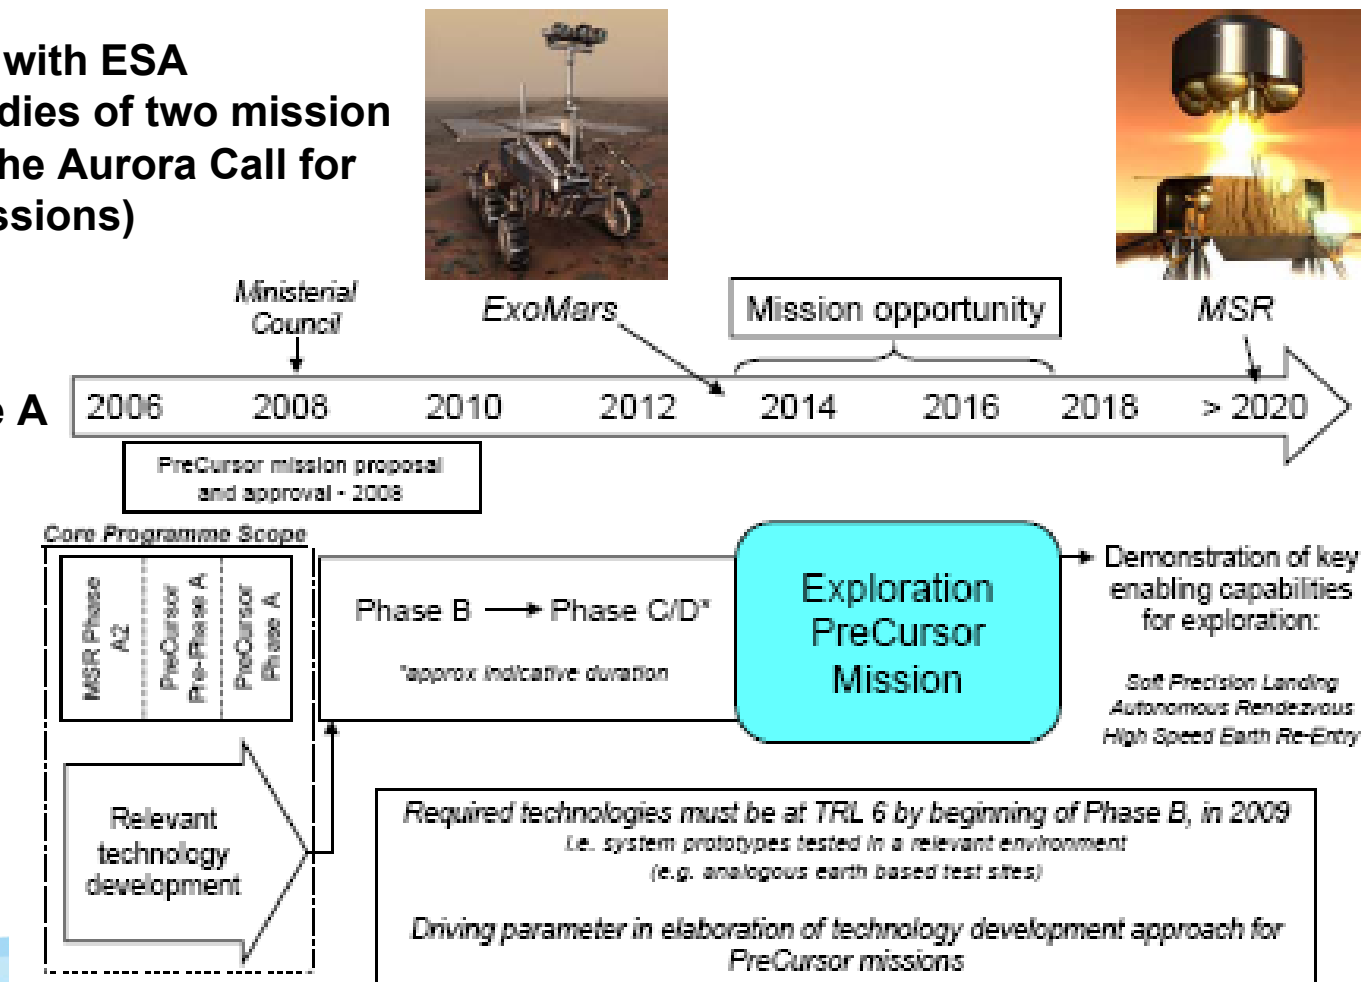 with ESA
dies of two mission
he Aurora Call for
ssions)
Ministerial
Council
ExoMars
Mission opportunity
MSR
e A
2006 2008 2010 2012 2014 2016 2018 > 2020
PreCursor mission proposal
and approval - 2008
Core Programme Scope
MSR Phase
A2
PreCursor
Pre-Phase A
PreCursor
Phase A
Phase B
Phase C/D*
*approx indicative duration
Exploration
PreCursor
Mission
Demonstration of key
enabling capabilities
for exploration:
Soft Precision Landing
Autonomous Rendezvous
High Speed Earth Re-Entry
Relevant
technology
development
Required technologies must be at TRL 6 by beginning of Phase B, in 2009
i.e. system prototypes tested in a relevant environment
(e.g. analogous earth based test sites)
Driving parameter in elaboration of technology development approach for
PreCursor missions